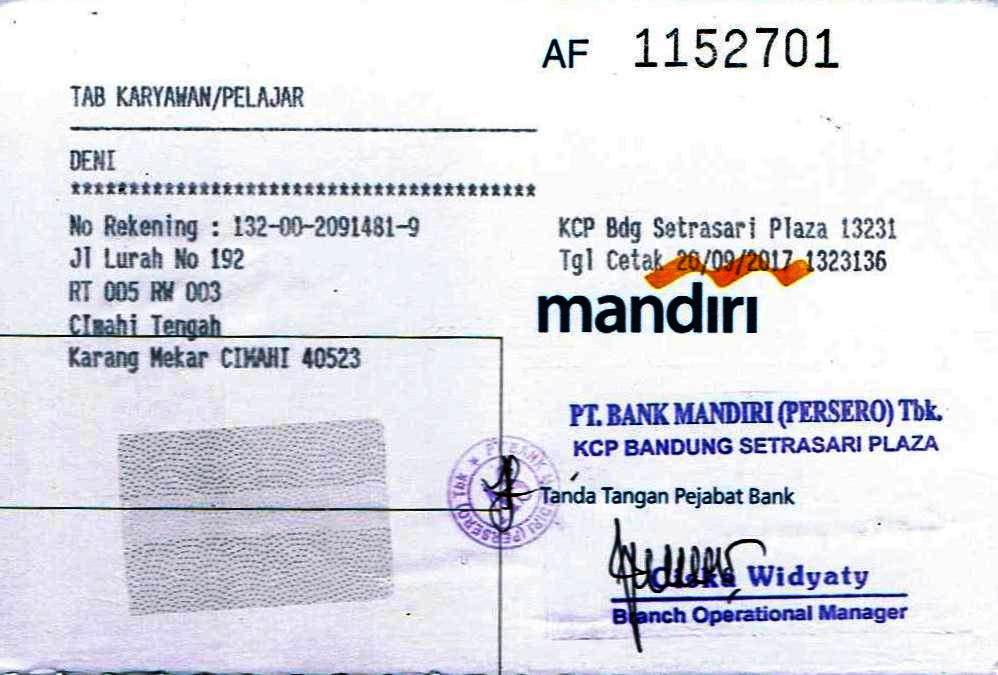 AF 1152701
TAB KARYAWAN/PELAJAR
DENI
****************************************
No Rekening : 132-00-2091481-9
Jl Lurah No 192
RT 005 RW 003
CImahi Tengah
Karang Mekar CIMAHI 40523
KCP Bdg Setrasari Plaza 13231
Tgl Cetak 26/09/2017 1323136
mandiri
PT. BANK MANDIRI (PERSERO) Tbk.
KCP BANDUNG SETRASARI PLAZA
PT BANK MANDIRI (PERSERO) Tbk
Tanda Tangan Pejabat Bank
Widyaty
Branch Operational Manager